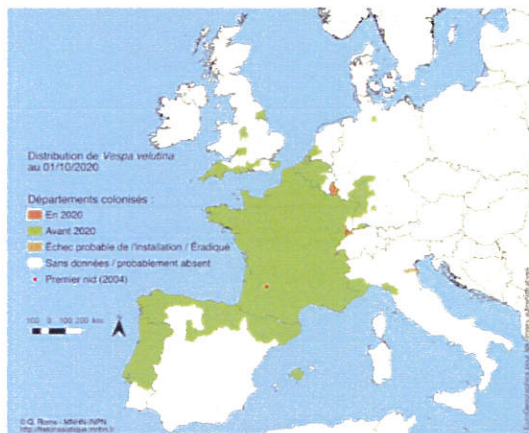 Distribution de Vespa velutina
au 01/10/2020
Départements colonisés :
En 2020
Avant 2020
Échec probable de l'installation / Éradiqué
Sans données / probablement absent
Premier nid (2004)
N
100 0 100 200 km
© Q. Rome - MNHN-INPN
http://frelonasiatique.mnhn.fr